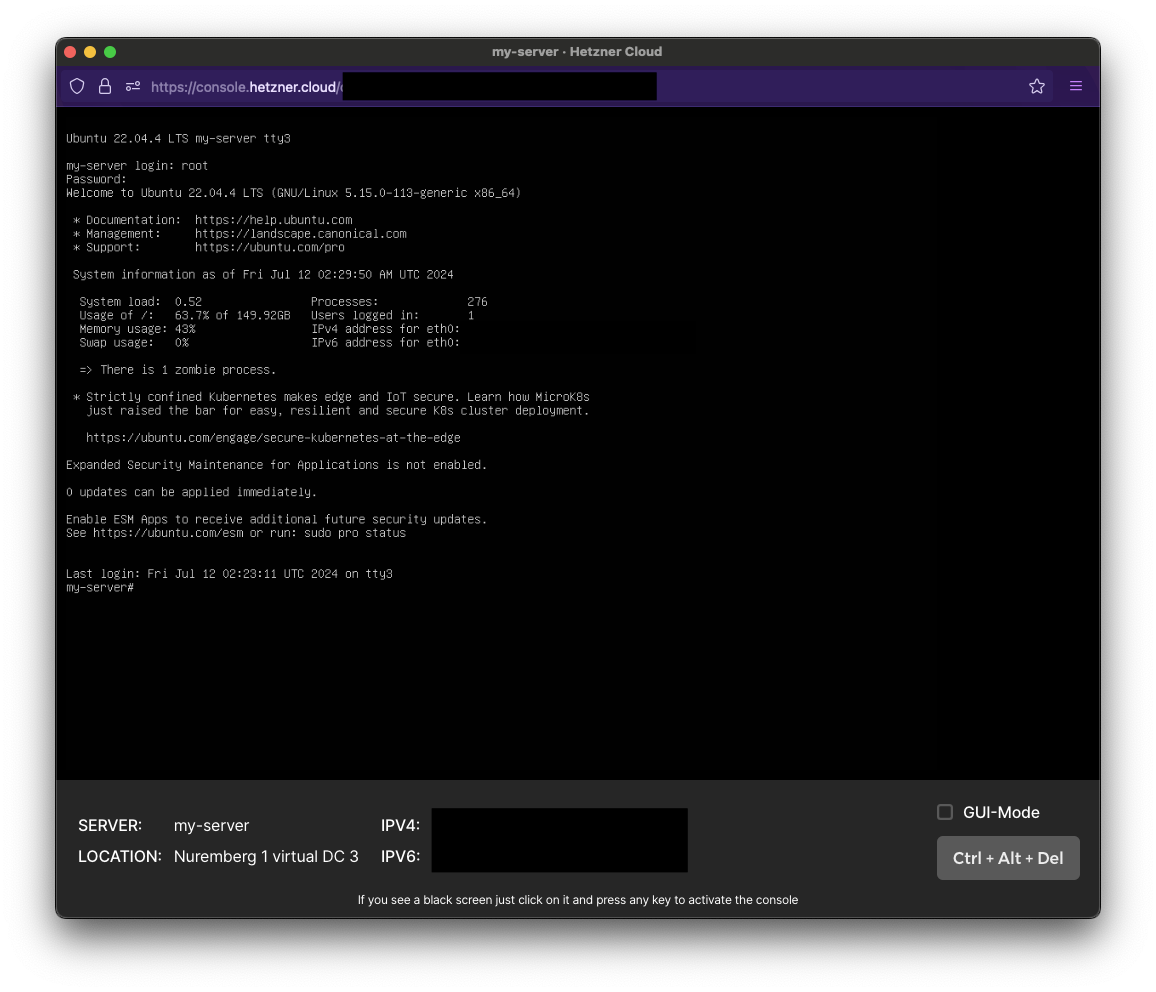 my-server · Hetzner Cloud
https://console.hetzner.cloud/
Ubuntu 22.04.4 LTS my-server tty3
my-server login: root
Password:
Welcome to Ubuntu 22.04.4 LTS (GNU/Linux 5.15.0-113-generic x86_64)
* Documentation: https://help.ubuntu.com
* Management: https://landscape.canonical.com
* Support: https://ubuntu.com/pro
System information as of Fri Jul 12 02:29:50 AM UTC 2024
System load: 0.52 Processes: 276
Usage of /: 63.7% of 149.92GB Users logged in: 1
Memory usage: 43% IPv4 address for eth0:
Swap usage: 0% IPv6 address for eth0:
=> There is 1 zombie process.
* Strictly confined Kubernetes makes edge and IoT secure. Learn how MicroK8s
just raised the bar for easy, resilient and secure K8s cluster deployment.
https://ubuntu.com/engage/secure-kubernetes-at-the-edge
Expanded Security Maintenance for Applications is not enabled.
0 updates can be applied immediately.
Enable ESM Apps to receive additional future security updates.
See https://ubuntu.com/esm or run: sudo pro status
Last login: Fri Jul 12 02:23:11 UTC 2024 on tty3
my-server#
SERVER: my-server IPV4:
LOCATION: Nuremberg 1 virtual DC 3 IPV6:
GUI-Mode
Ctrl + Alt + Del
If you see a black screen just click on it and press any key to activate the console